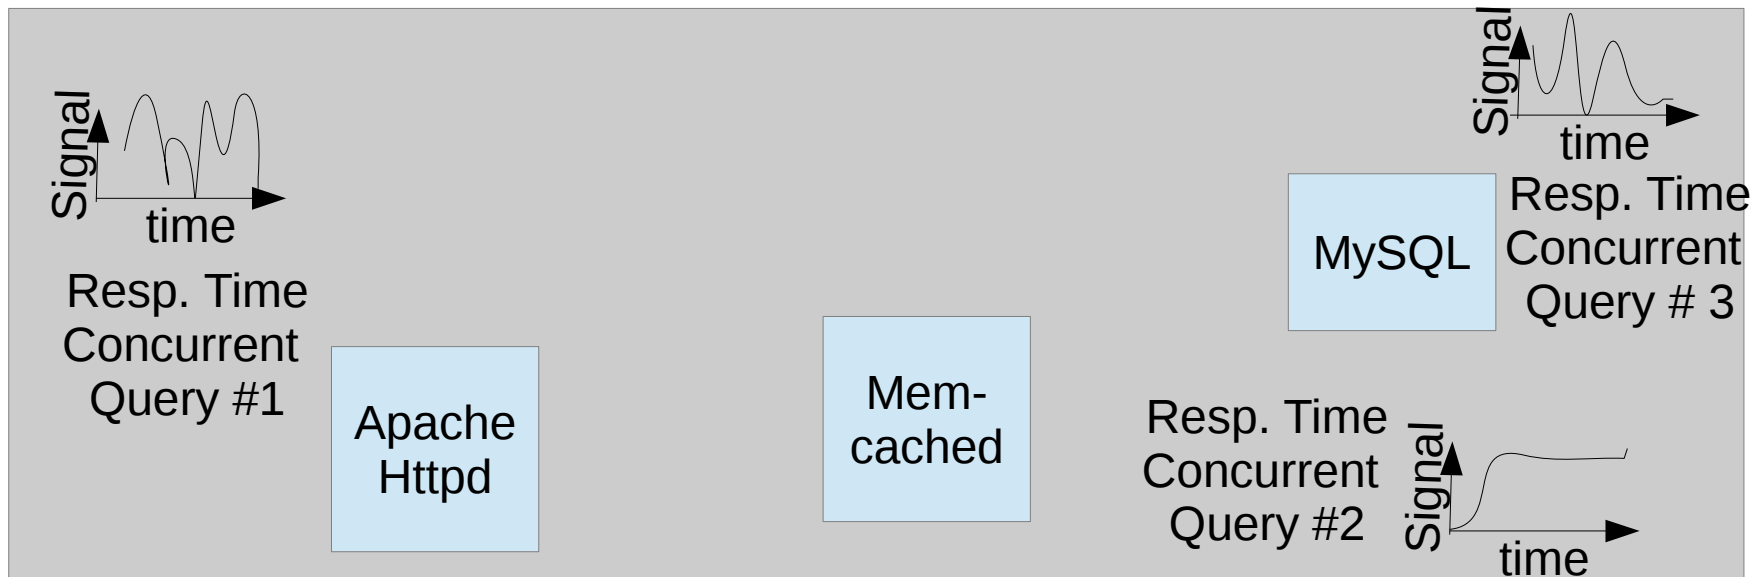 Signal
time
Resp. Time
Concurrent
Query #1
Apache
Httpd
Mem-
cached
MySQL
Signal
time
Resp. Time
Concurrent
Query # 3
Resp. Time
Concurrent
Query #2
Signal
time